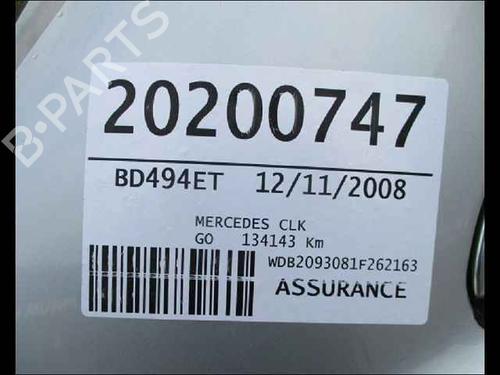 B-PARTS
20200747
BD494ET 12/11/2008
MERCEDES CLK
GO 134143 Km
WDB2093081F262163
ASSURANCE